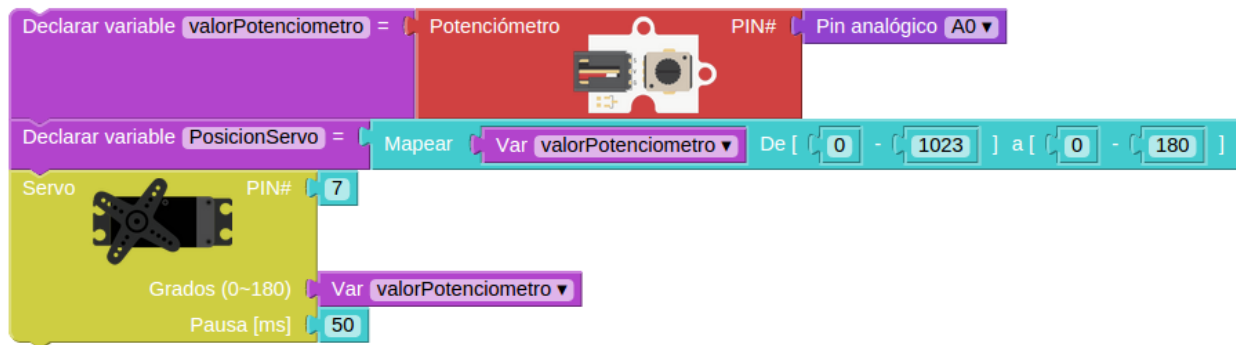 Declarar variable valorPotenciometro = Potenciómetro PIN# Pin analógico A0 ▾
Declarar variable PosicionServo = Mapear Var valorPotenciometro ▾ De [ 0 - 1023 ] a [ 0 - 180 ]
Servo PIN# 7
Grados (0~180) Var valorPotenciometro ▾
Pausa [ms] 50